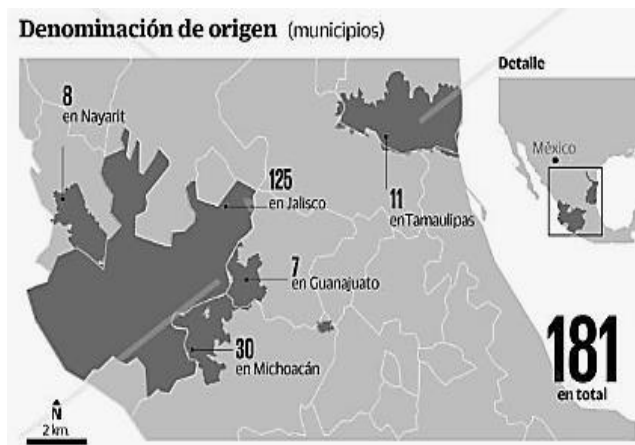 Denominación de origen (municipios)
8
en Nayarit
125
en Jalisco
11
en Tamaulipas
7
en Guanajuato
30
en Michoacán
Detalle
México
181
en total
N
2 km.